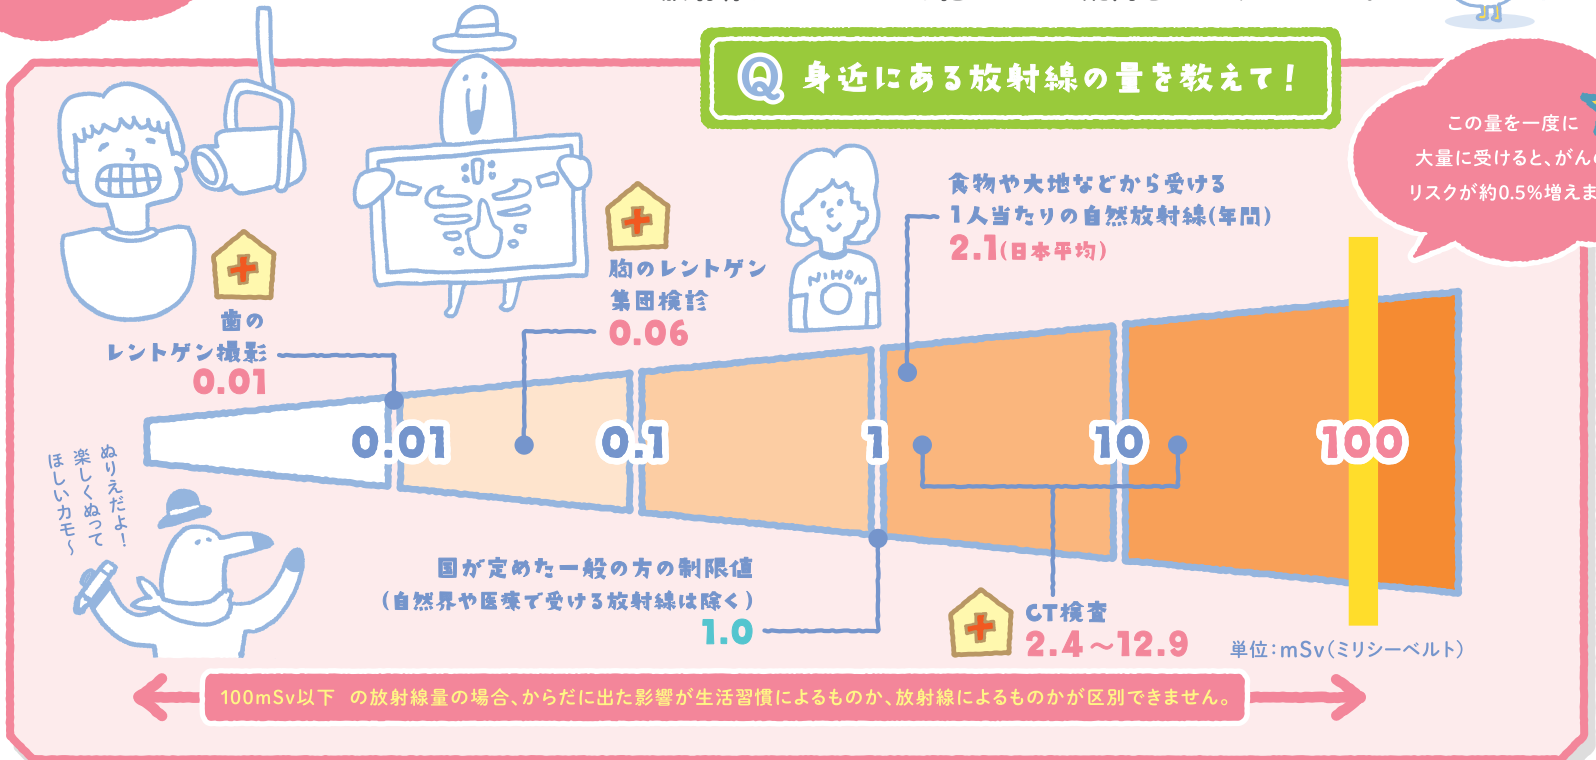 Q 身近にある放射線の量を教えて！
この量を一度に
大量に受けると、がん
リスクが約0.5%増えま
食物や大地などから受ける
1人当たりの自然放射線(年間)
2.1(日本平均)
NIHON
胸のレントゲン
集団検診
0.06
歯の
レントゲン撮影
0.01
0.01
0.1
1
10
100
ぬりえだよ！
楽しくぬって
ほしいカモ～
国が定めた一般の方の制限値
(自然界や医療で受ける放射線は除く)
1.0
CT検査
2.4～12.9
単位：mSv(ミリシーベルト)
100mSv以下 の放射線量の場合、からだに出た影響が生活習慣によるものか、放射線によるものかが区別できません。